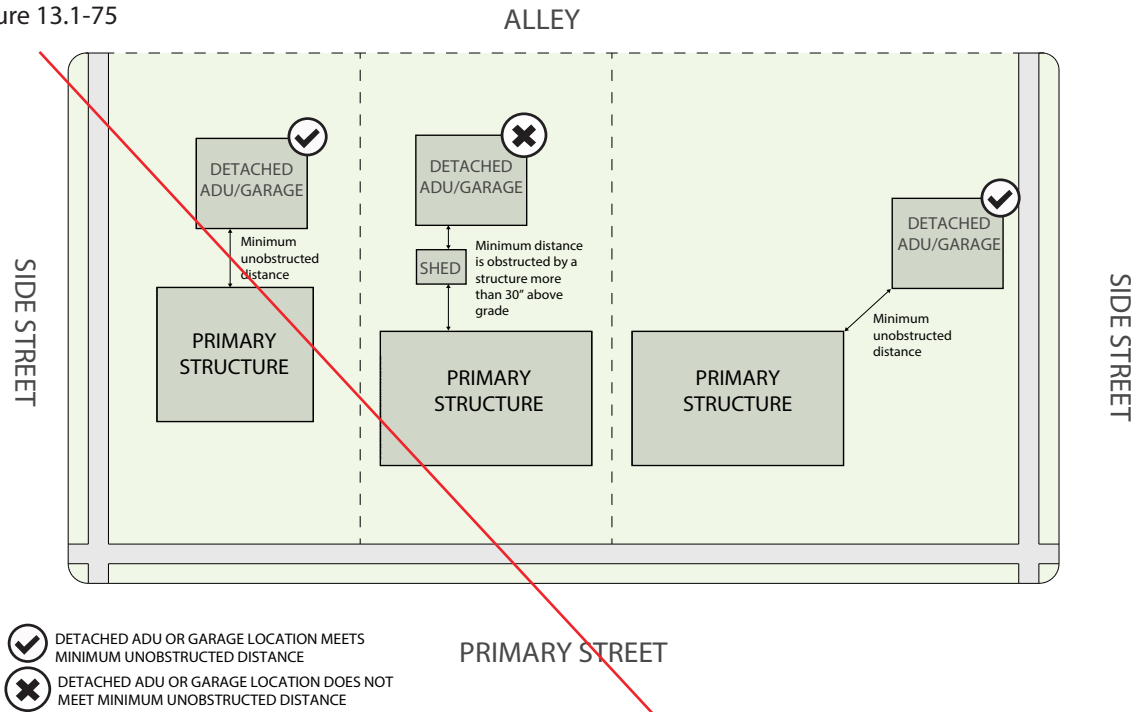 ure 13.1-75
ALLEY
DETACHED
ADU/GARAGE
Minimum
unobstructed
distance
PRIMARY
STRUCTURE
DETACHED
ADU/GARAGE
SHED
Minimum distance
is obstructed by a
structure more
than 30” above
grade
PRIMARY
STRUCTURE
DETACHED
ADU/GARAGE
Minimum
unobstructed
distance
PRIMARY
STRUCTURE
SIDE STREET
SIDE STREET
PRIMARY STREET
DETACHED ADU OR GARAGE LOCATION MEETS
MINIMUM UNOBSTRUCTED DISTANCE
DETACHED ADU OR GARAGE LOCATION DOES NOT
MEET MINIMUM UNOBSTRUCTED DISTANCE